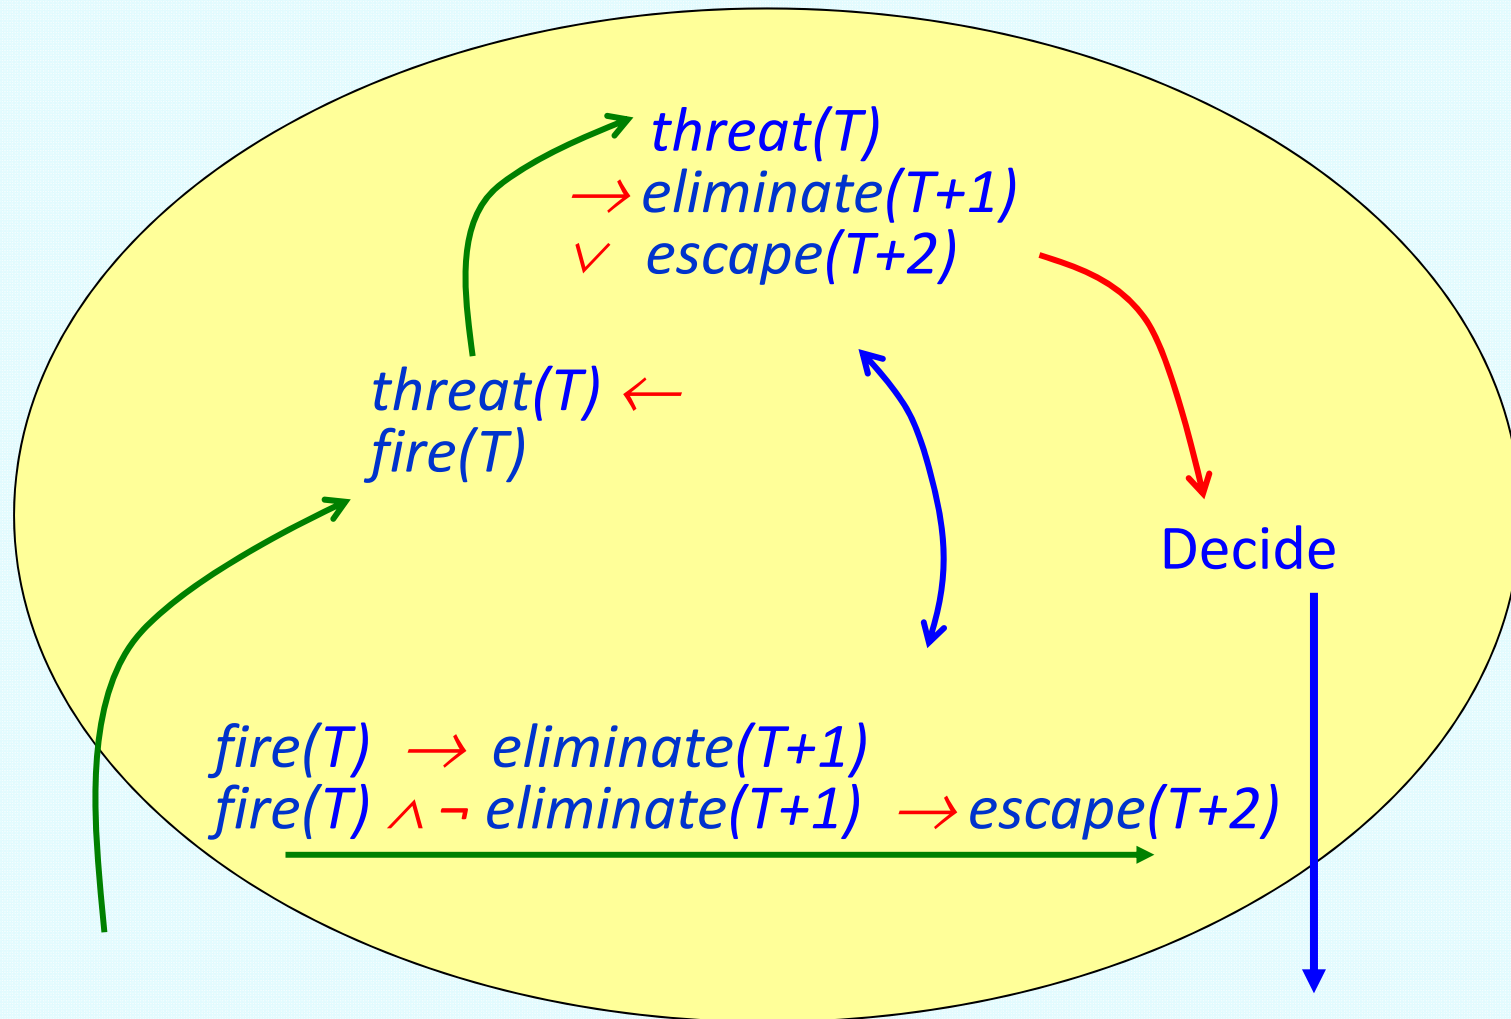 threat(T)
→ eliminate(T+1)
∨ escape(T+2)
threat(T) ←
fire(T)
Decide
fire(T) → eliminate(T+1)
fire(T) ∧ ¬ eliminate(T+1) → escape(T+2)